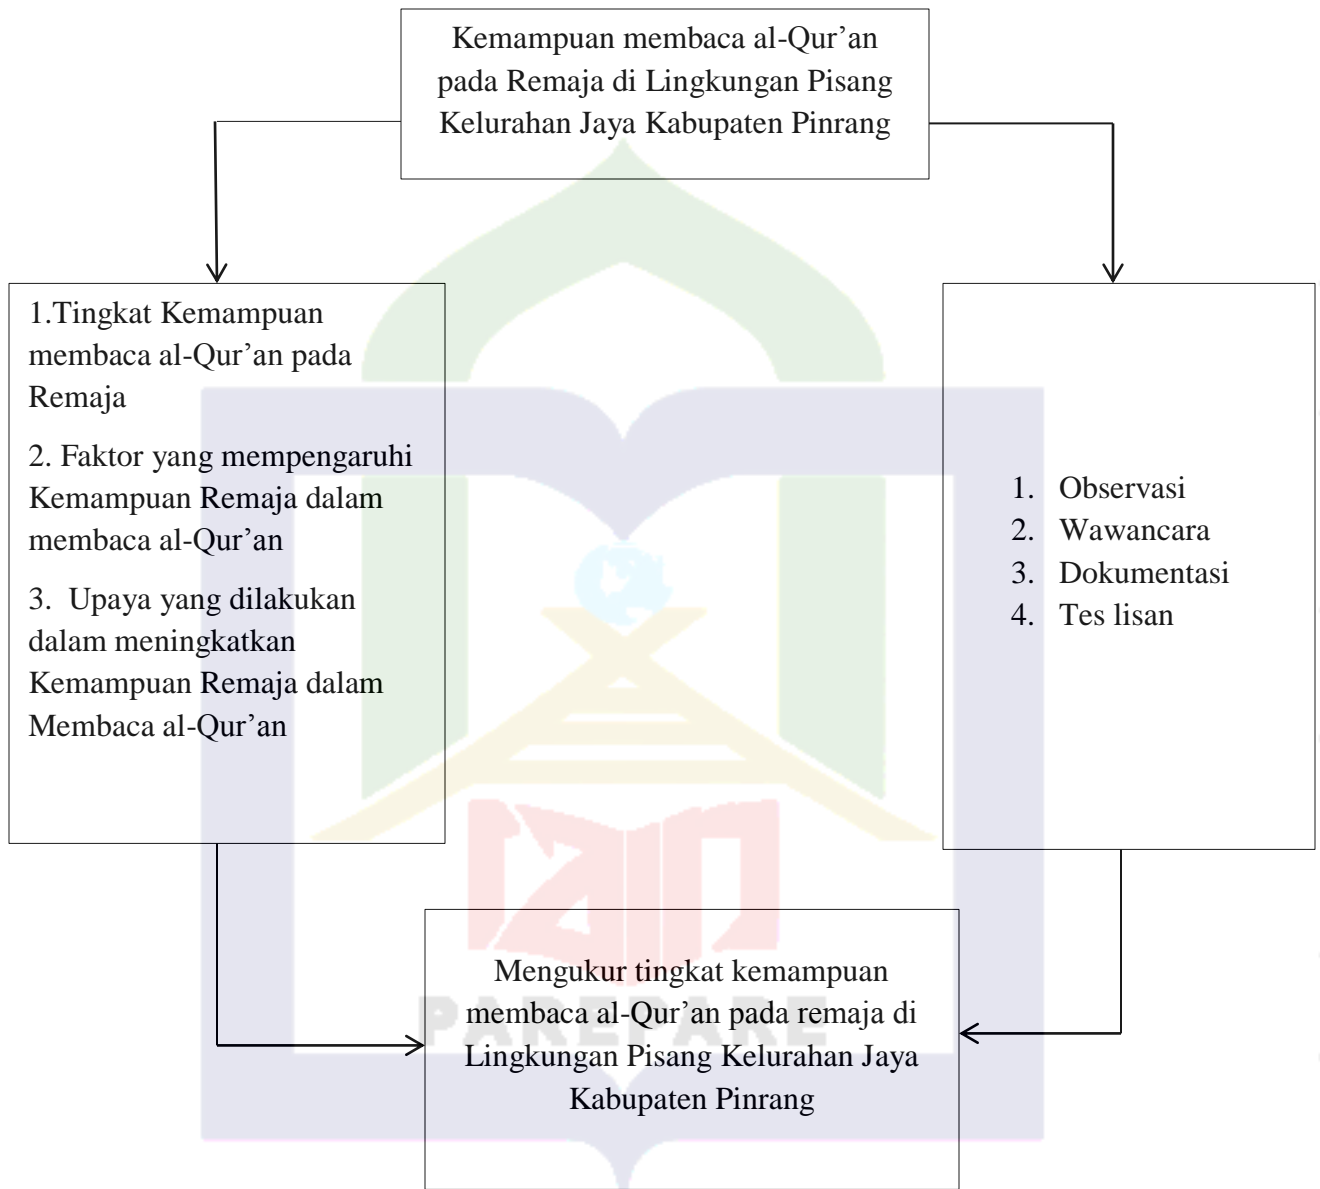 Kemampuan membaca al-Qur’an
pada Remaja di Lingkungan Pisang
Kelurahan Jaya Kabupaten Pinrang
1.Tingkat Kemampuan
membaca al-Qur’an pada
Remaja
2. Faktor yang mempengaruhi
Kemampuan Remaja dalam
membaca al-Qur’an
3. Upaya yang dilakukan
dalam meningkatkan
Kemampuan Remaja dalam
Membaca al-Qur’an
1. Observasi
2. Wawancara
3. Dokumentasi
4. Tes lisan
Mengukur tingkat kemampuan
membaca al-Qur’an pada remaja di
Lingkungan Pisang Kelurahan Jaya
Kabupaten Pinrang
IAIN
PAREPARE